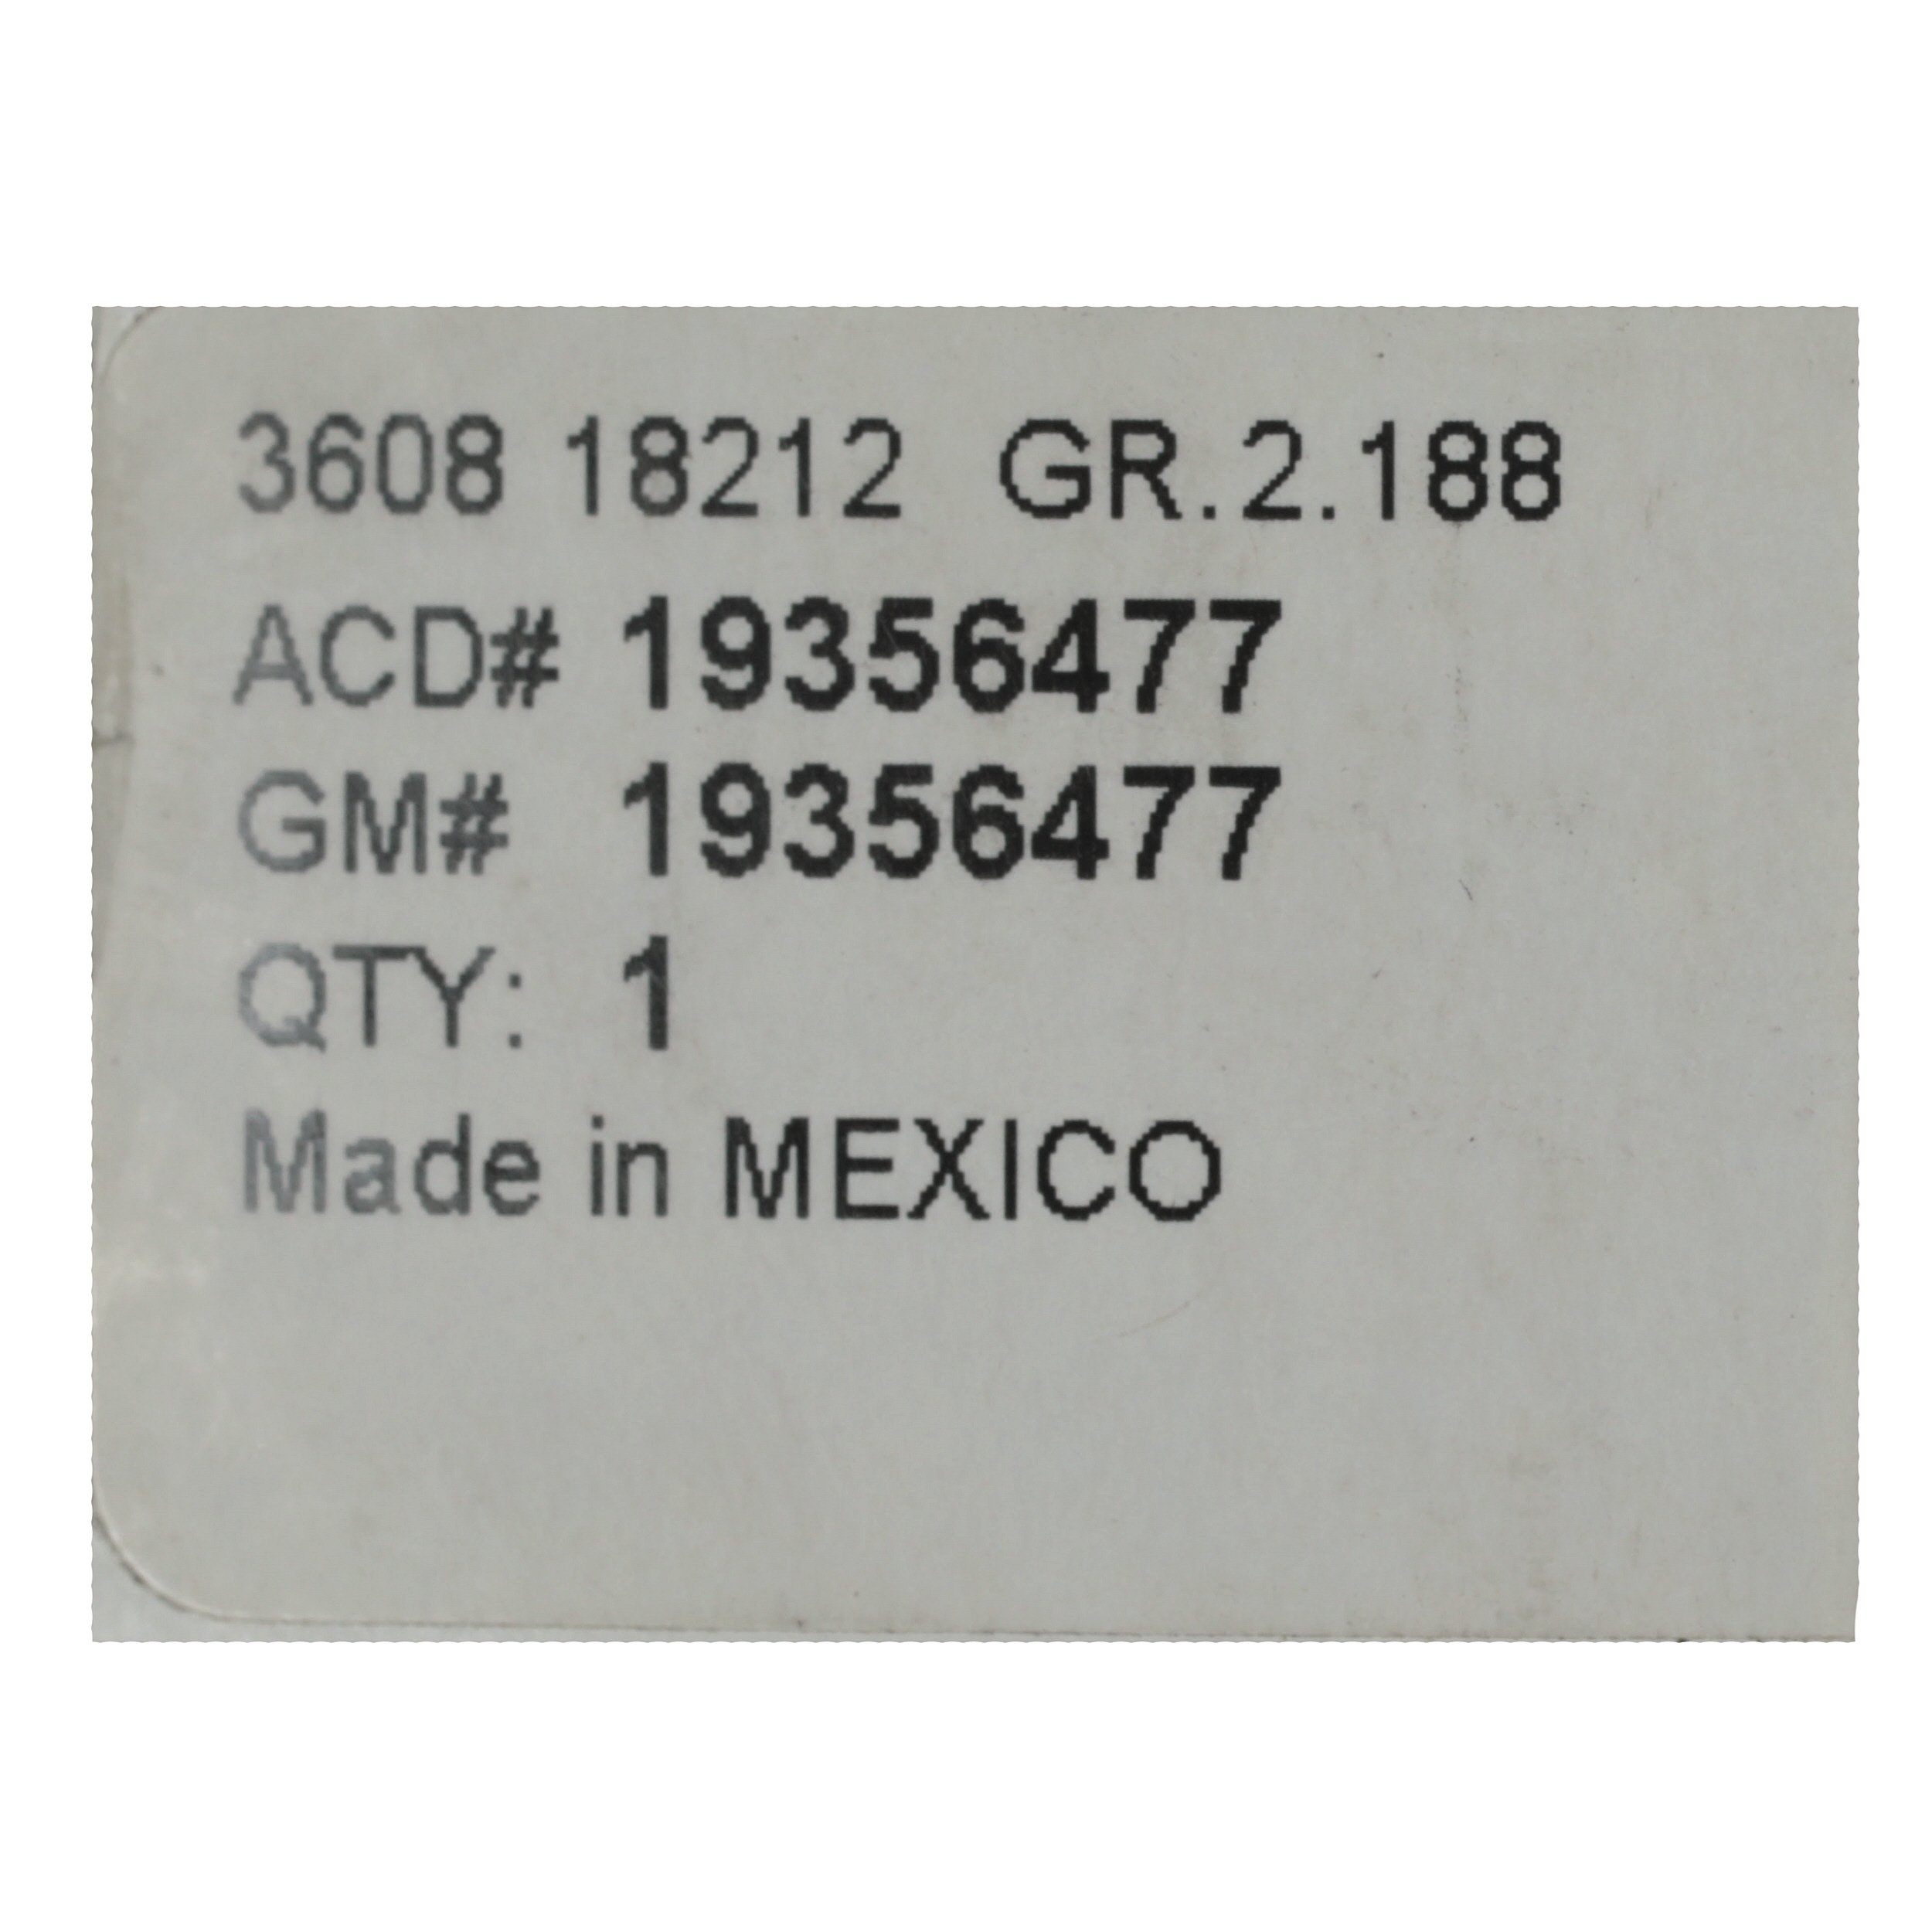 3608 18212 GR.2.188
ACD# 19356477
GM# 19356477
QTY: 1
Made in MEXICO